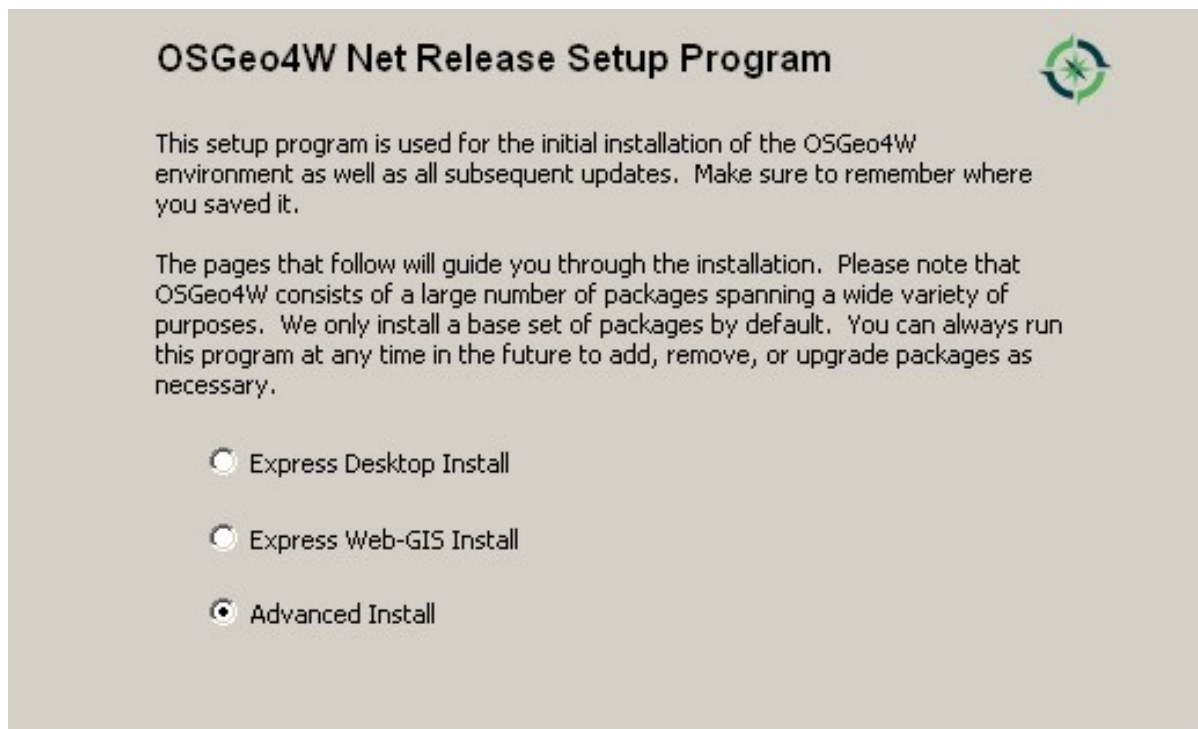 OSGeo4W Net Release Setup Program
This setup program is used for the initial installation of the OSGeo4W
environment as well as all subsequent updates.  Make sure to remember where
you saved it.
The pages that follow will guide you through the installation.  Please note that
OSGeo4W consists of a large number of packages spanning a wide variety of
purposes.  We only install a base set of packages by default.  You can always run
this program at any time in the future to add, remove, or upgrade packages as
necessary.
Express Desktop Install
Express Web-GIS Install
Advanced Install